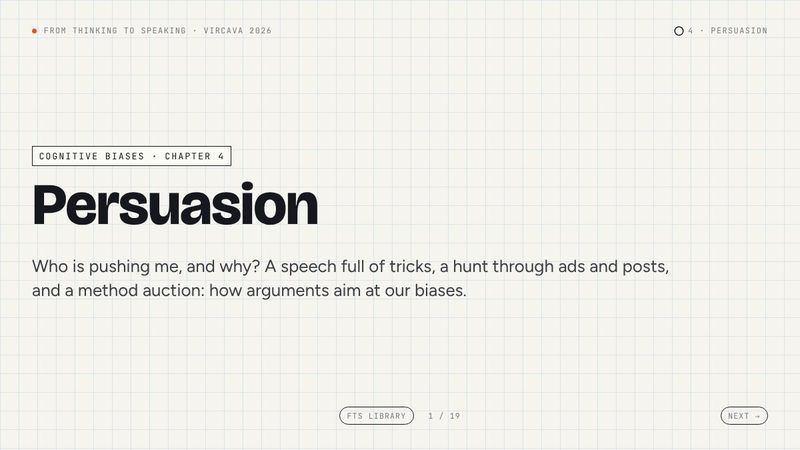 FROM THINKING TO SPEAKING · VIRCAVA 2026
4 · PERSUASION
COGNITIVE BIASES · CHAPTER 4
Persuasion
Who is pushing me, and why? A speech full of tricks, a hunt through ads and posts,
and a method auction: how arguments aim at our biases.
FTS LIBRARY
1 / 19
NEXT →